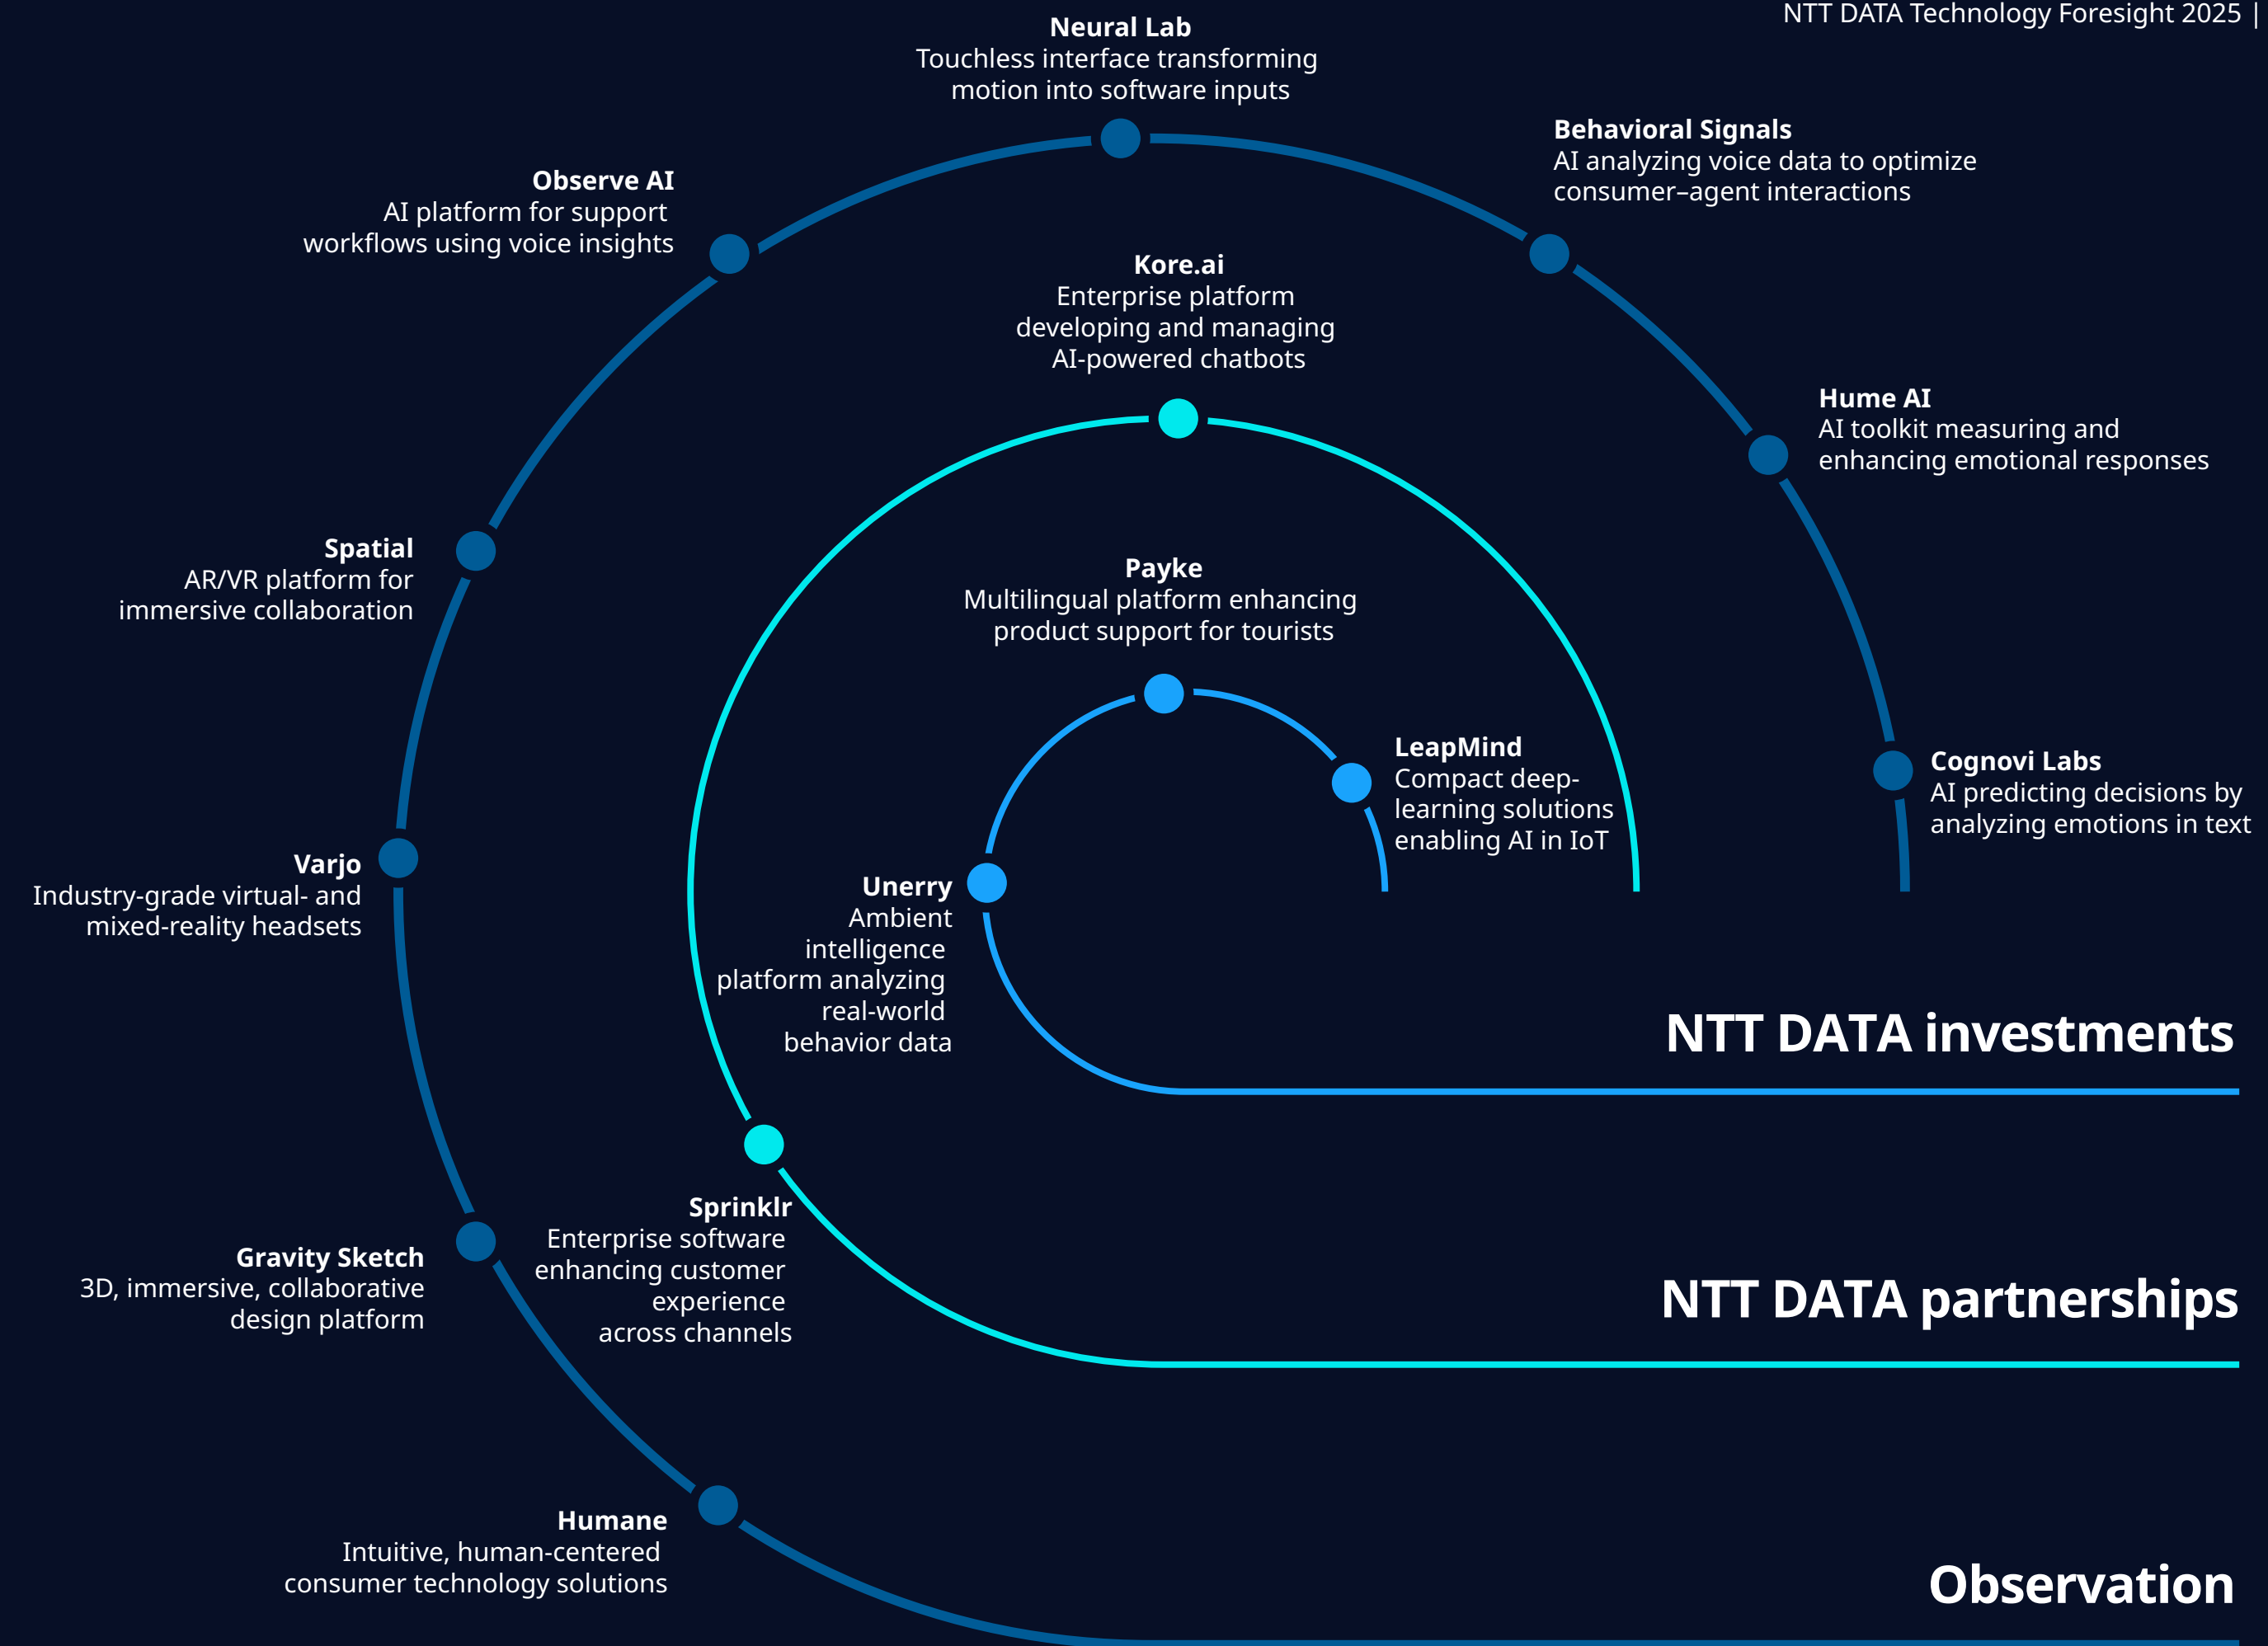 NTT DATA Technology Foresight 2025 |
Neural Lab
Touchless interface transforming
motion into software inputs
Behavioral Signals
AI analyzing voice data to optimize
consumer–agent interactions
Observe AI
AI platform for support
workflows using voice insights
Kore.ai
Enterprise platform
developing and managing
AI-powered chatbots
Hume AI
AI toolkit measuring and
enhancing emotional responses
Spatial
AR/VR platform for
immersive collaboration
Payke
Multilingual platform enhancing
product support for tourists
LeapMind
Compact deep-
learning solutions
enabling AI in IoT
Cognovi Labs
AI predicting decisions by
analyzing emotions in text
Varjo
Industry-grade virtual- and
mixed-reality headsets
Unerry
Ambient
intelligence
platform analyzing
real-world
behavior data
NTT DATA investments
Sprinklr
Enterprise software
enhancing customer
experience
across channels
Gravity Sketch
3D, immersive, collaborative
design platform
NTT DATA partnerships
Humane
Intuitive, human-centered
consumer technology solutions
Observation